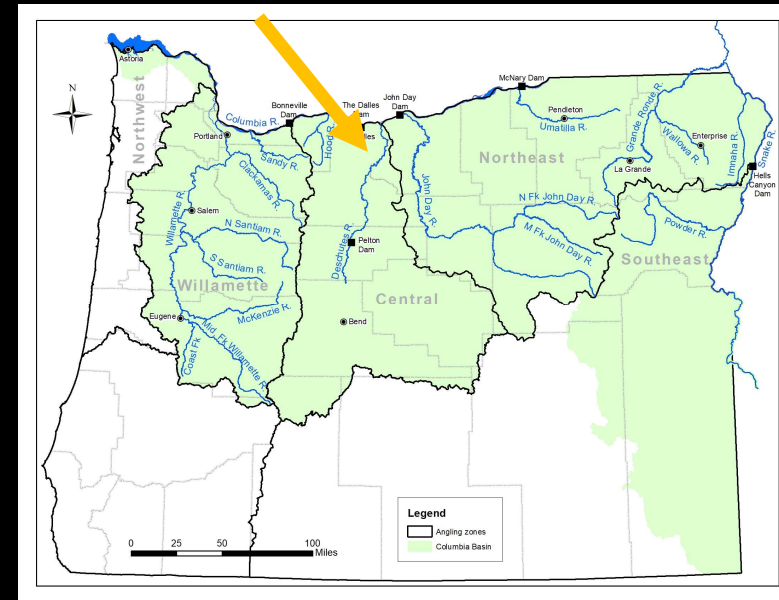 Astoria
N
Northwest
Bonneville
Dam
The Dalles
John Day
Dam
McNary Dam
Columbia R.
Portland
Sandy R.
Hood R.
Clackamas R.
Pendleton
Umatilla R.
Grande Ronde R.
Wallowa R.
Enterprise
Imnaha R.
Snake R.
La Grande
Hells
Canyon
Dam
Northeast
Willamette R.
Salem
N Santiam R.
S Santiam R.
Willamette
McKenzie R.
Eugene
Mid. Fk Willamette R.
Coast Fk
Deschutes R.
Pelton
Dam
Central
Bend
John Day R.
N Fk John Day R.
M Fk John Day R.
Powder R.
Southeast
Legend
Angling zones
Columbia Basin
0 25 50 100
Miles